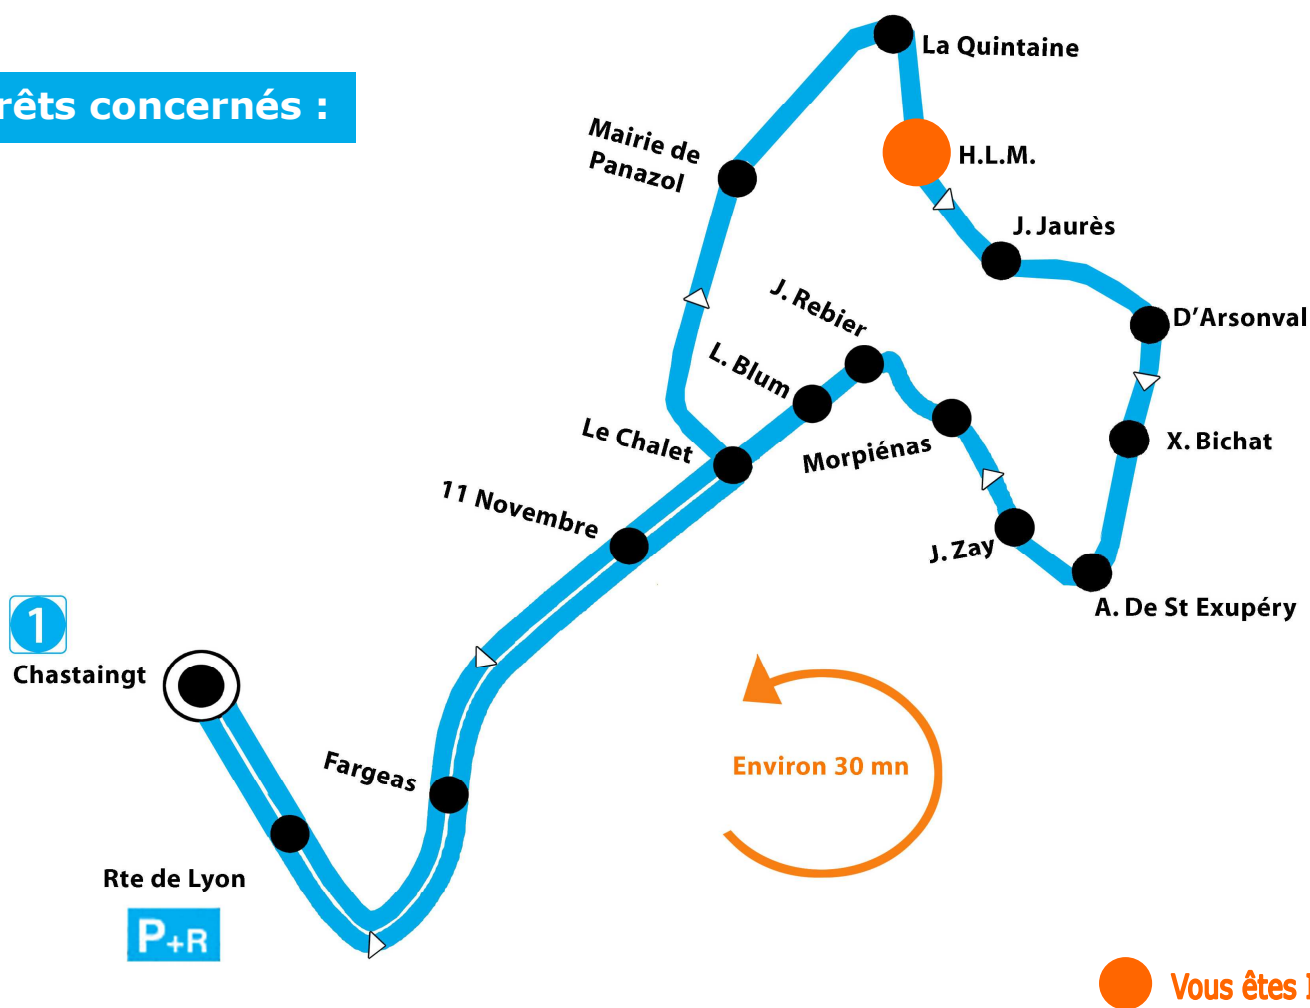 rêts concernés :
La Quintaine
Mairie de
Panazol
H.L.M.
J. Jaurès
J. Rebier
D'Arsonval
L. Blum
Le Chalet
Morpiénas
X. Bichat
11 Novembre
J. Zay
A. De St Exupéry
1
Chastaingt
Fargeas
Environ 30 mn
Rte de Lyon
P+R
Vous êtes